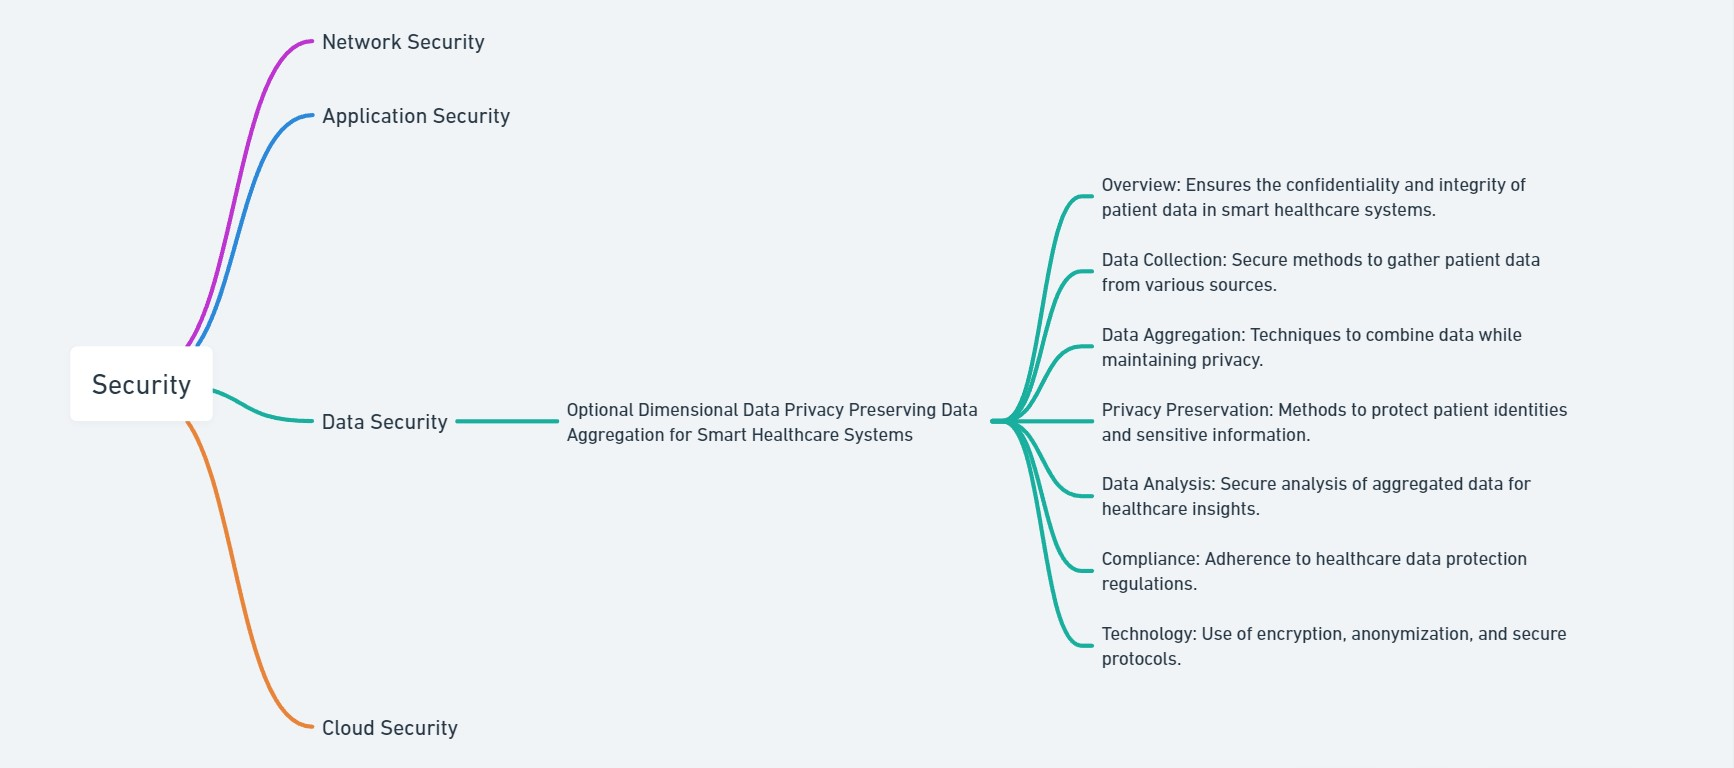 Network Security
Application Security
Security
Data Security
Optional Dimensional Data Privacy Preserving Data
Aggregation for Smart Healthcare Systems
Overview: Ensures the confidentiality and integrity of
patient data in smart healthcare systems.
Data Collection: Secure methods to gather patient data
from various sources.
Data Aggregation: Techniques to combine data while
maintaining privacy.
Privacy Preservation: Methods to protect patient identities
and sensitive information.
Data Analysis: Secure analysis of aggregated data for
healthcare insights.
Compliance: Adherence to healthcare data protection
regulations.
Technology: Use of encryption, anonymization, and secure
protocols.
Cloud Security